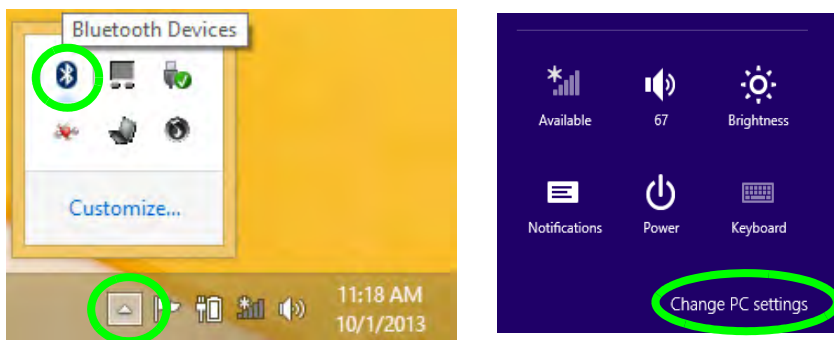 Bluetooth Devices
Customize...
11:18 AM
10/1/2013
Available
67
Brightness
Notifications
Power
Keyboard
Change PC settings